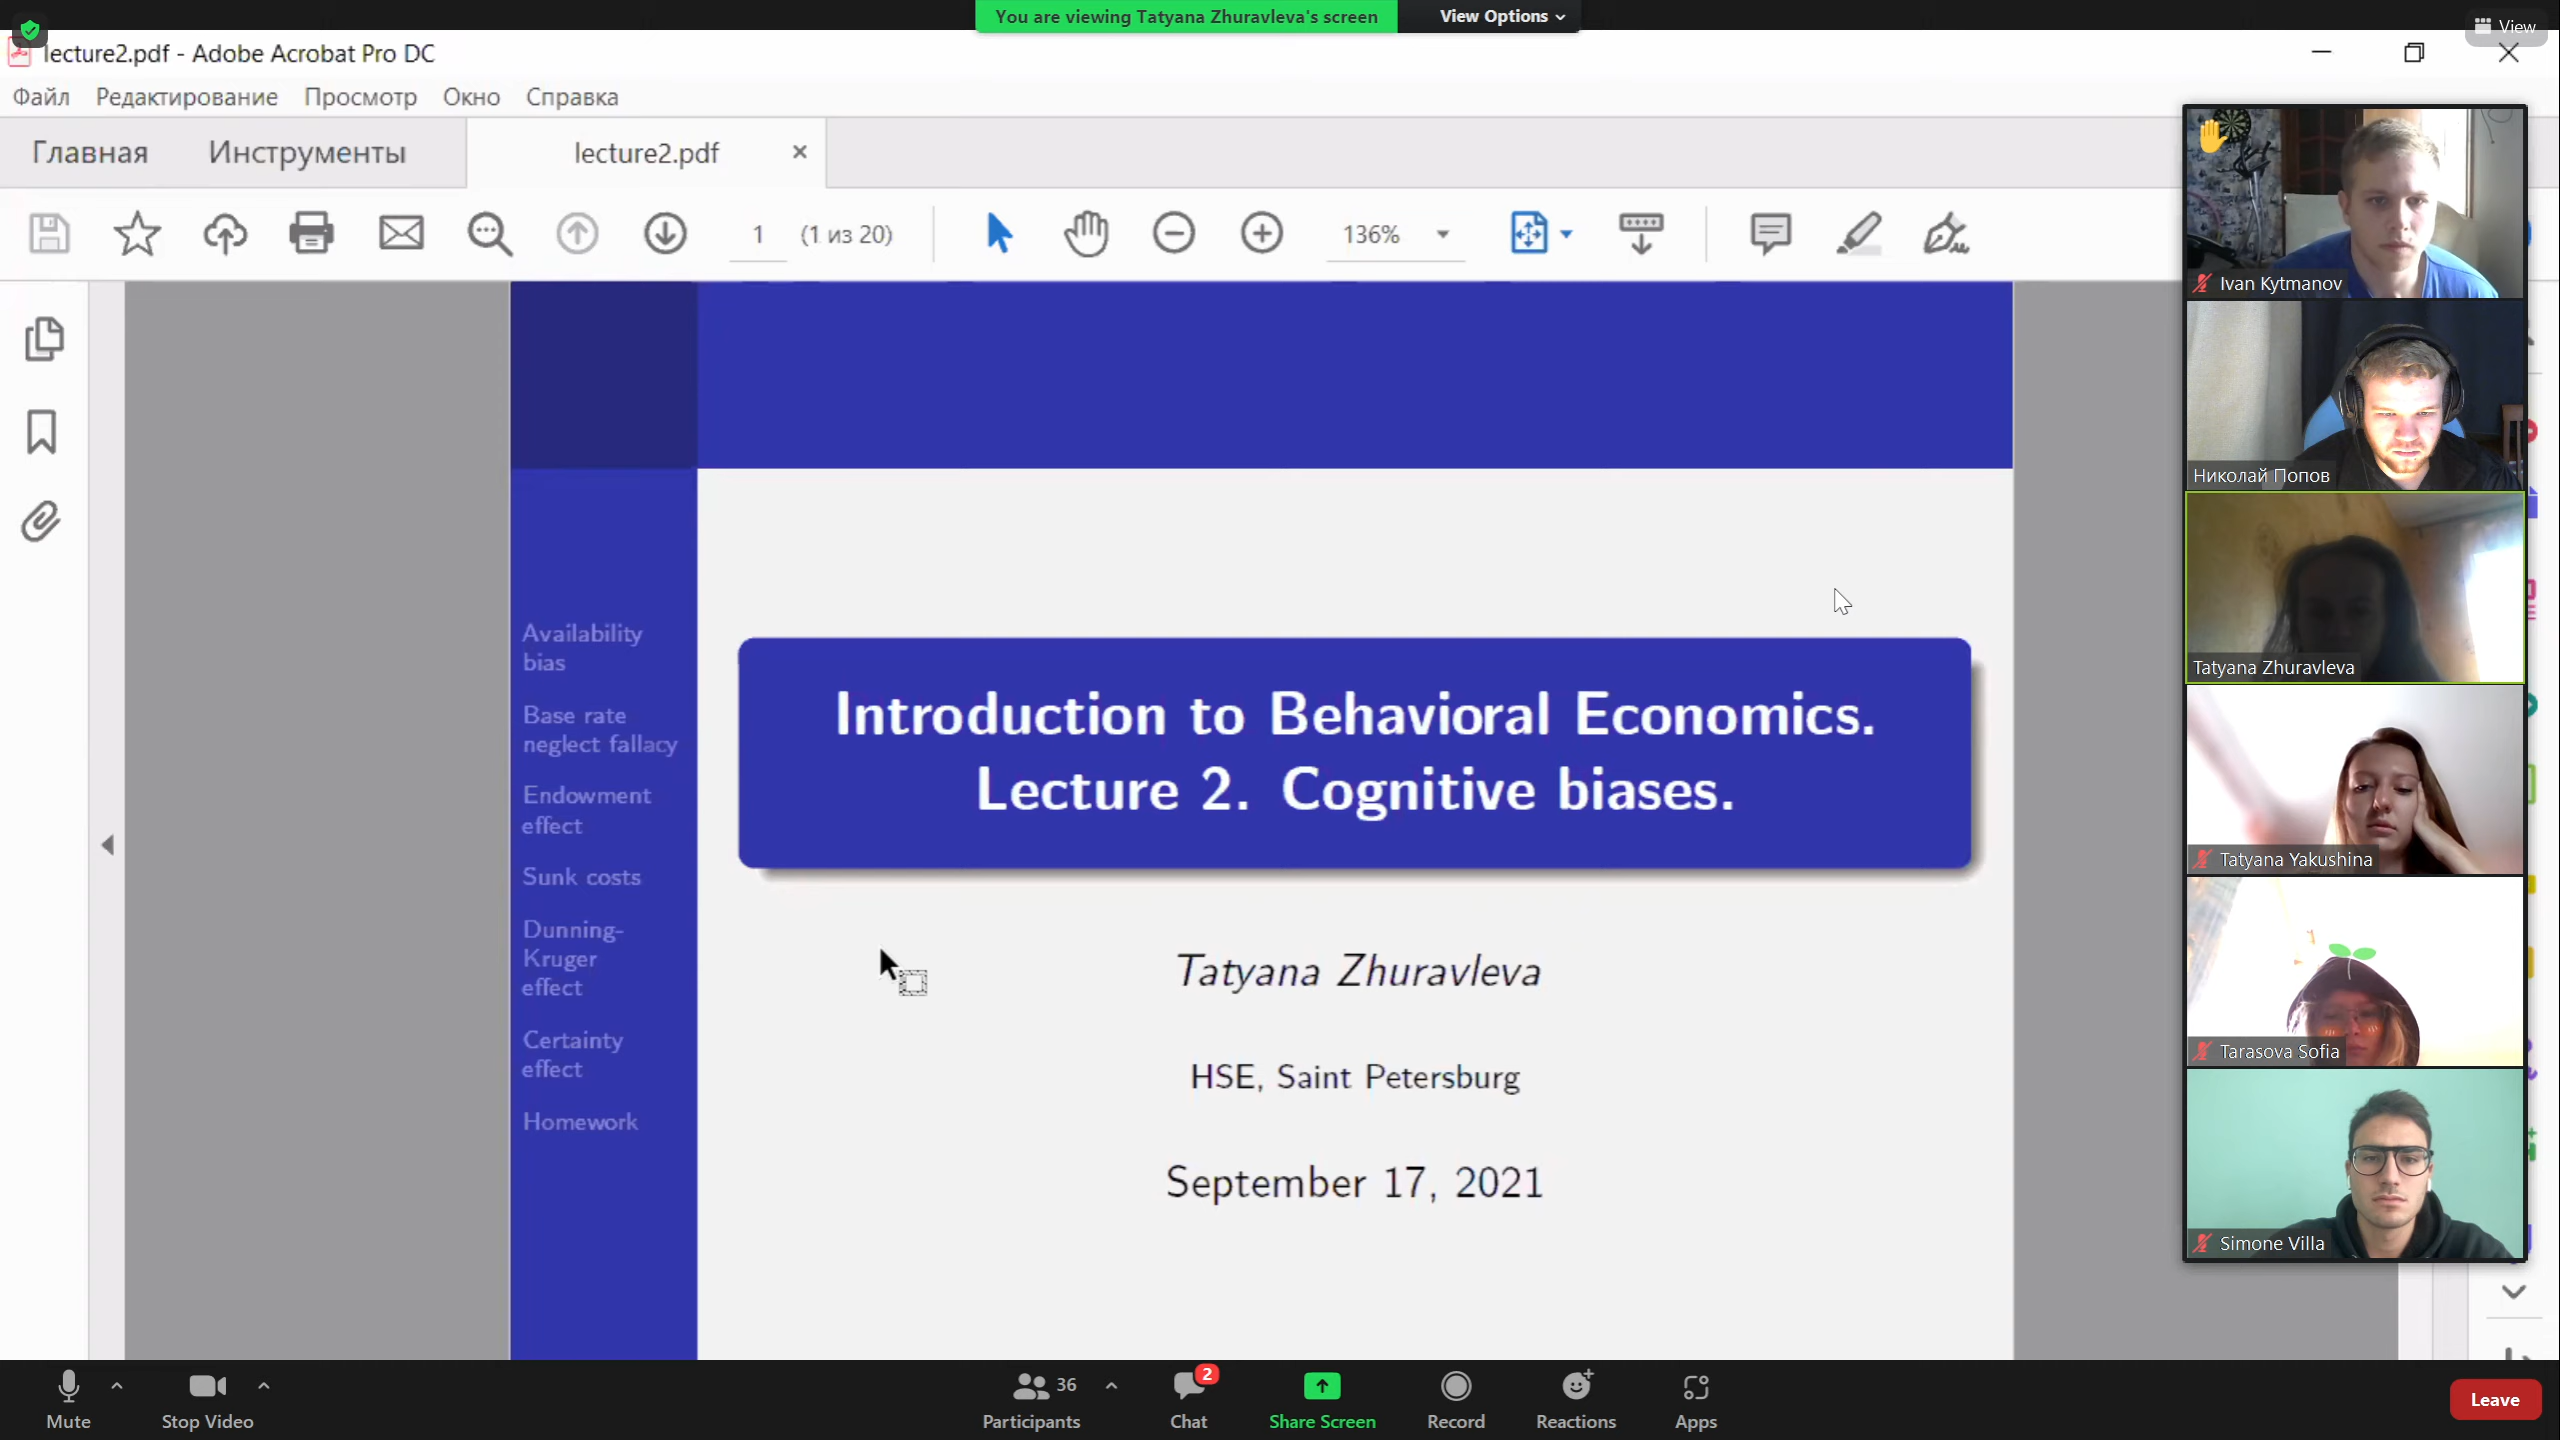 You are viewing Tatyana Zhuravleva's screen
View Options
View
lecture2.pdf - Adobe Acrobat Pro DC
Файл Редактирование Просмотр Окно Справка
Главная Инструменты lecture2.pdf
1 (1 из 20) 136%
Availability
bias
Base rate
neglect fallacy
Endowment
effect
Sunk costs
Dunning-
Kruger
effect
Certainty
effect
Homework
Introduction to Behavioral Economics.
Lecture 2. Cognitive biases.
Tatyana Zhuravleva
HSE, Saint Petersburg
September 17, 2021
Ivan Kytmanov
Николай Попов
Tatyana Zhuravleva
Tatyana Yakushina
Tarasova Sofia
Simone Villa
Mute
Stop Video
36
Participants
2
Chat
Share Screen
Record
Reactions
Apps
Leave